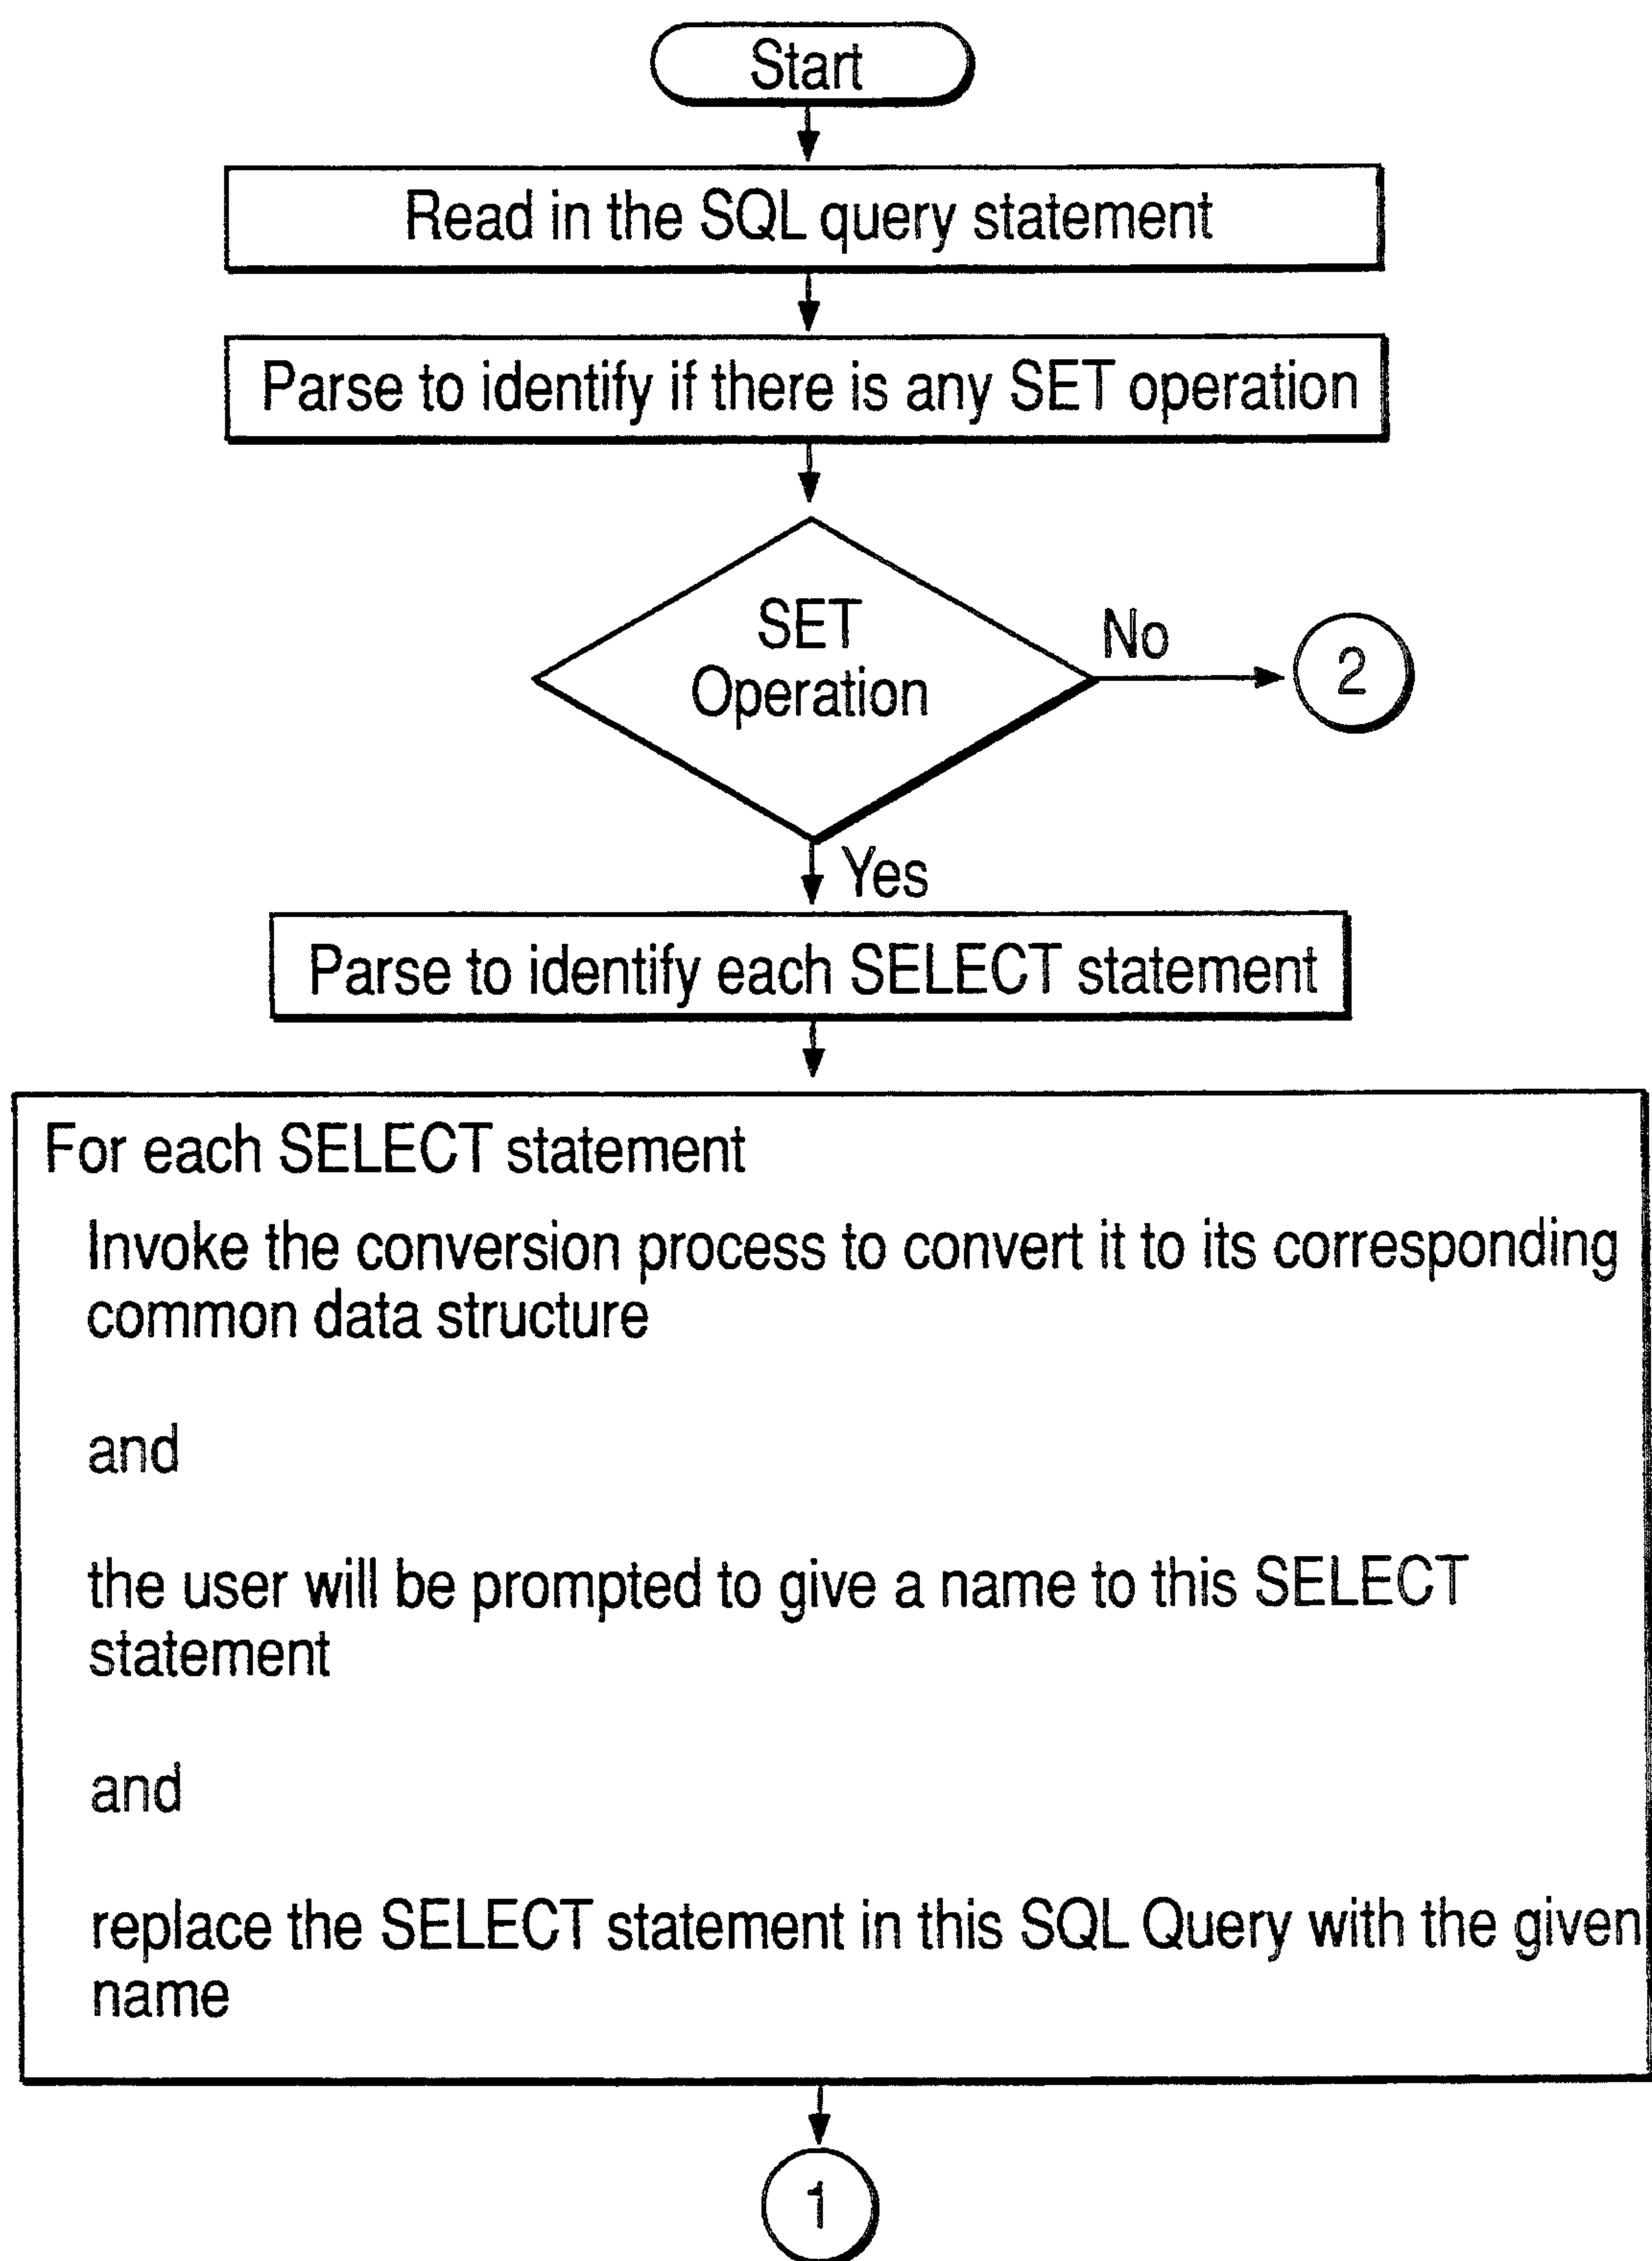 Start
Read in the SQL query statement
Parse to identify if there is any SET operation
SET
Operation
No
2
Yes
Parse to identify each SELECT statement
For each SELECT statement
Invoke the conversion process to convert it to its corresponding
common data structure
and
the user will be prompted to give a name to this SELECT
statement
and
replace the SELECT statement in this SQL Query with the given
name
1